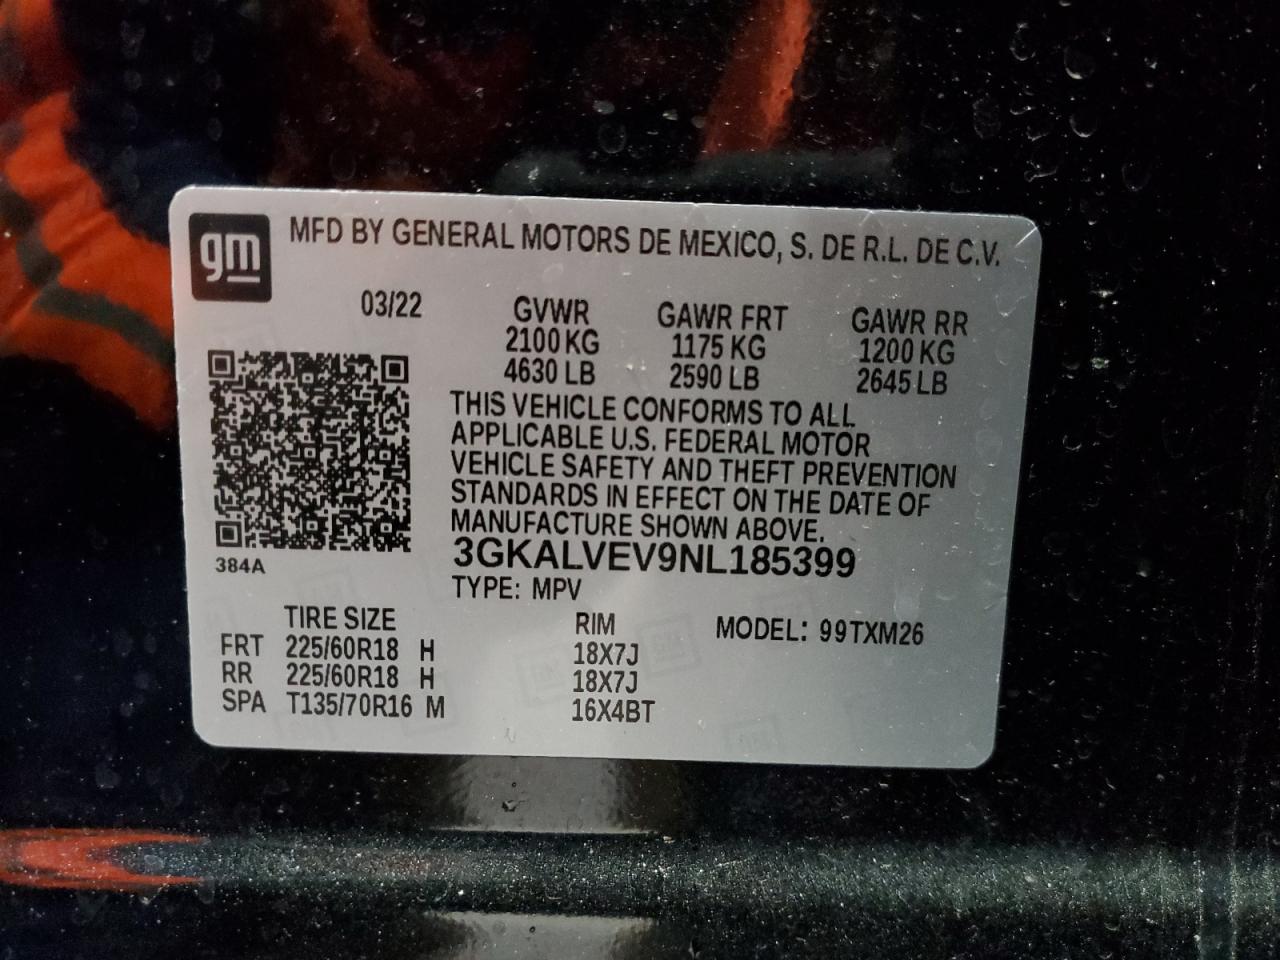 gm
MFD BY GENERAL MOTORS DE MEXICO, S. DE R.L. DE C.V.
03/22
GVWR GAWR FRT GAWR RR
2100 KG 1175 KG 1200 KG
4630 LB 2590 LB 2645 LB
THIS VEHICLE CONFORMS TO ALL
APPLICABLE U.S. FEDERAL MOTOR
VEHICLE SAFETY AND THEFT PREVENTION
STANDARDS IN EFFECT ON THE DATE OF
MANUFACTURE SHOWN ABOVE.
3GKALVEV9NL185399
384A
TYPE: MPV
TIRE SIZE RIM MODEL: 99TXM26
FRT 225/60R18 H 18X7J
RR 225/60R18 H 18X7J
SPA T135/70R16 M 16X4BT